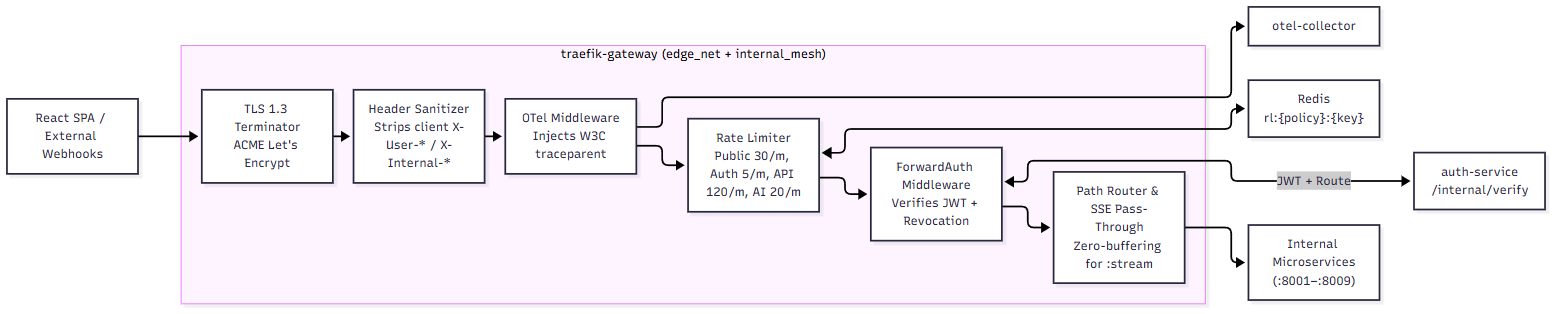 traefik-gateway (edge_net + internal_mesh)
React SPA /
External
Webhooks
TLS 1.3
Terminator
ACME Let's
Encrypt
Header Sanitizer
Strips client X-
User-* / X-
Internal-*
OTel Middleware
Injects W3C
traceparent
Rate Limiter
Public 30/m,
Auth 5/m, API
120/m, AI 20/m
ForwardAuth
Middleware
Verifies JWT +
Revocation
Path Router &
SSE Pass-
Through
Zero-buffering
for :stream
otel-collector
Redis
rl:{policy}:{key}
JWT + Route
auth-service
/internal/verify
Internal
Microservices
(:8001–:8009)